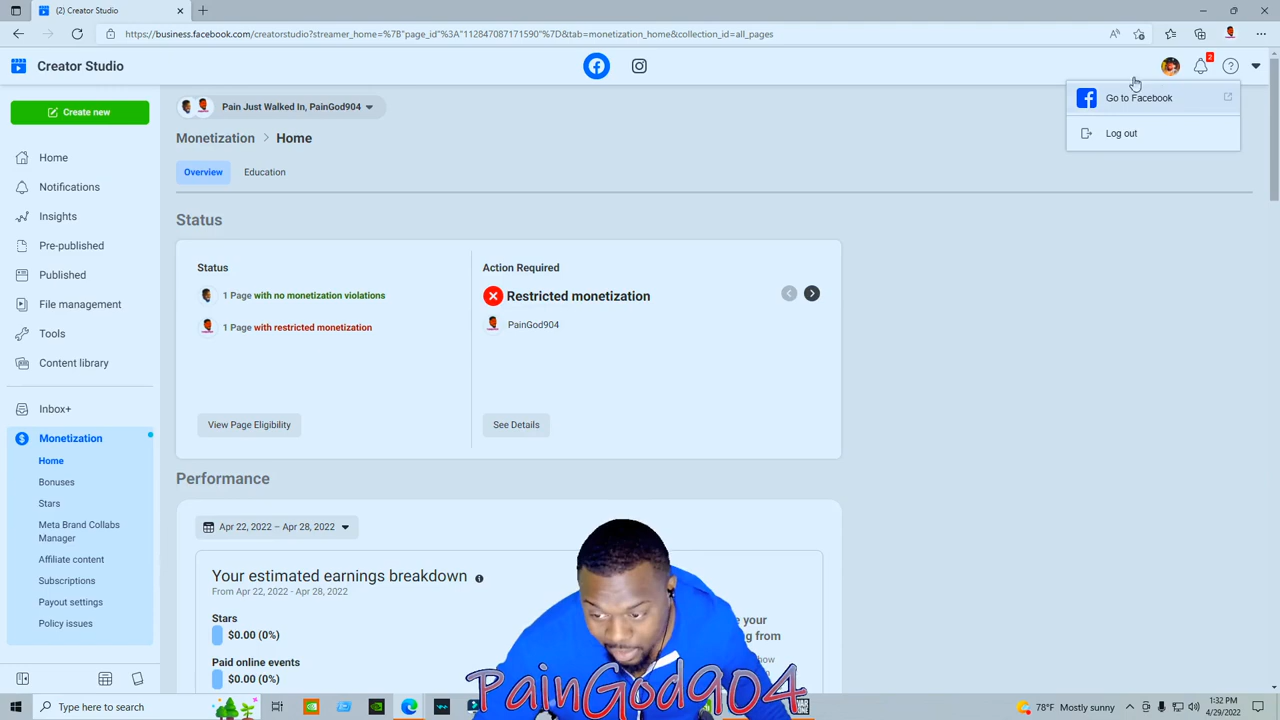 (2) Creator Studio
https://business.facebook.com/creatorstudio?streamer_home=%7B"page_id"%3A"112847087171590"%7D&tab=monetization_home&collection_id=all_pages
Creator Studio
2
Go to Facebook
Log out
Create new
Pain Just Walked In, PainGod904
Monetization > Home
Overview
Education
Home
Notifications
Insights
Pre-published
Published
File management
Tools
Content library
Inbox+
Monetization
Home
Bonuses
Stars
Meta Brand Collabs
Manager
Affiliate content
Subscriptions
Payout settings
Policy issues
Status
Status
1 Page with no monetization violations
1 Page with restricted monetization
View Page Eligibility
Action Required
Restricted monetization
PainGod904
See Details
Performance
Apr 22, 2022 – Apr 28, 2022
Your estimated earnings breakdown
From Apr 22, 2022 - Apr 28, 2022
Stars
$0.00 (0%)
Paid online events
$0.00 (0%)
your
from
PainGod904
Type here to search
78°F Mostly sunny
1:32 PM
4/29/2022